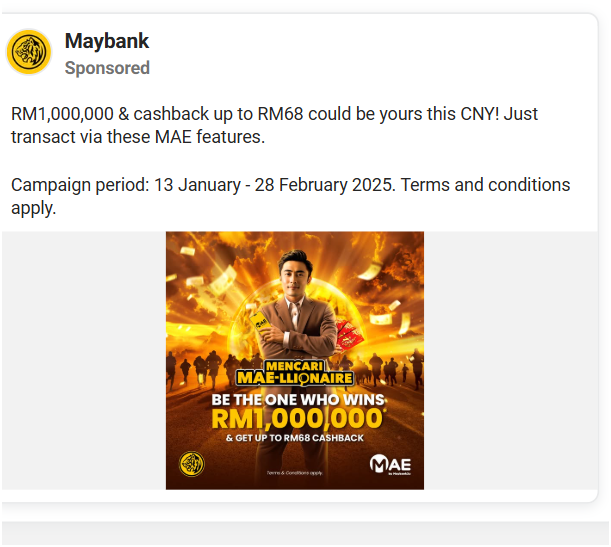 Maybank
Sponsored
RM1,000,000 & cashback up to RM68 could be yours this CNY! Just
transact via these MAE features.
Campaign period: 13 January - 28 February 2025. Terms and conditions
apply.
MENCARI
MAE-LLIONAIRE
BE THE ONE WHO WINS
RM1,000,000
& GET UP TO RM68 CASHBACK
Terms & Conditions apply
MAE
by Maybank2u